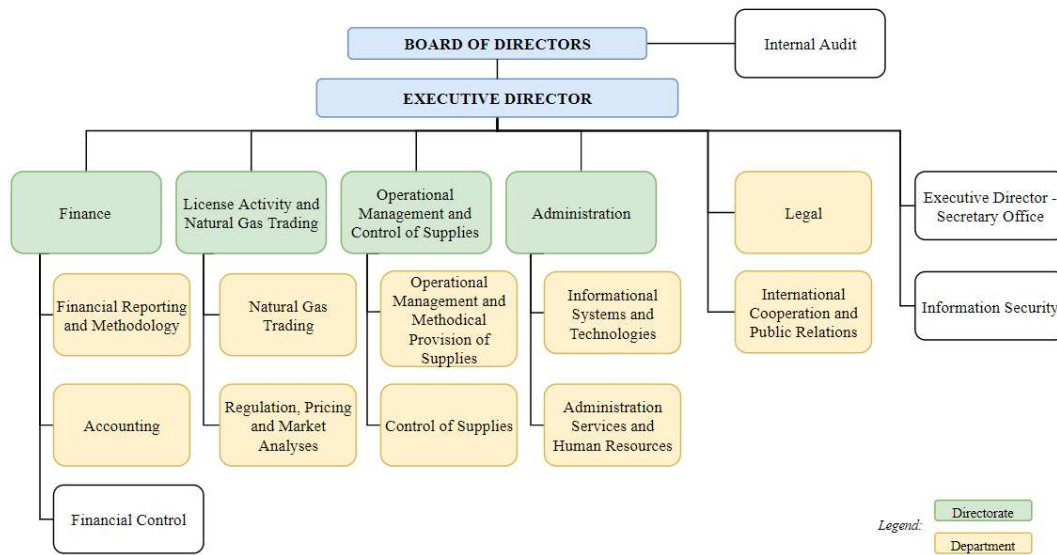 BOARD OF DIRECTORS
Internal Audit
EXECUTIVE DIRECTOR
Finance
License Activity and
Natural Gas Trading
Operational
Management and
Control of Supplies
Administration
Legal
Executive Director -
Secretary Office
Financial Reporting
and Methodology
Natural Gas
Trading
Operational
Management and
Methodical
Provision of
Supplies
Informational
Systems and
Technologies
International
Cooperation and
Public Relations
Information Security
Accounting
Regulation, Pricing
and Market
Analyses
Control of Supplies
Administration
Services and
Human Resources
Financial Control
Legend:
Directorate
Department